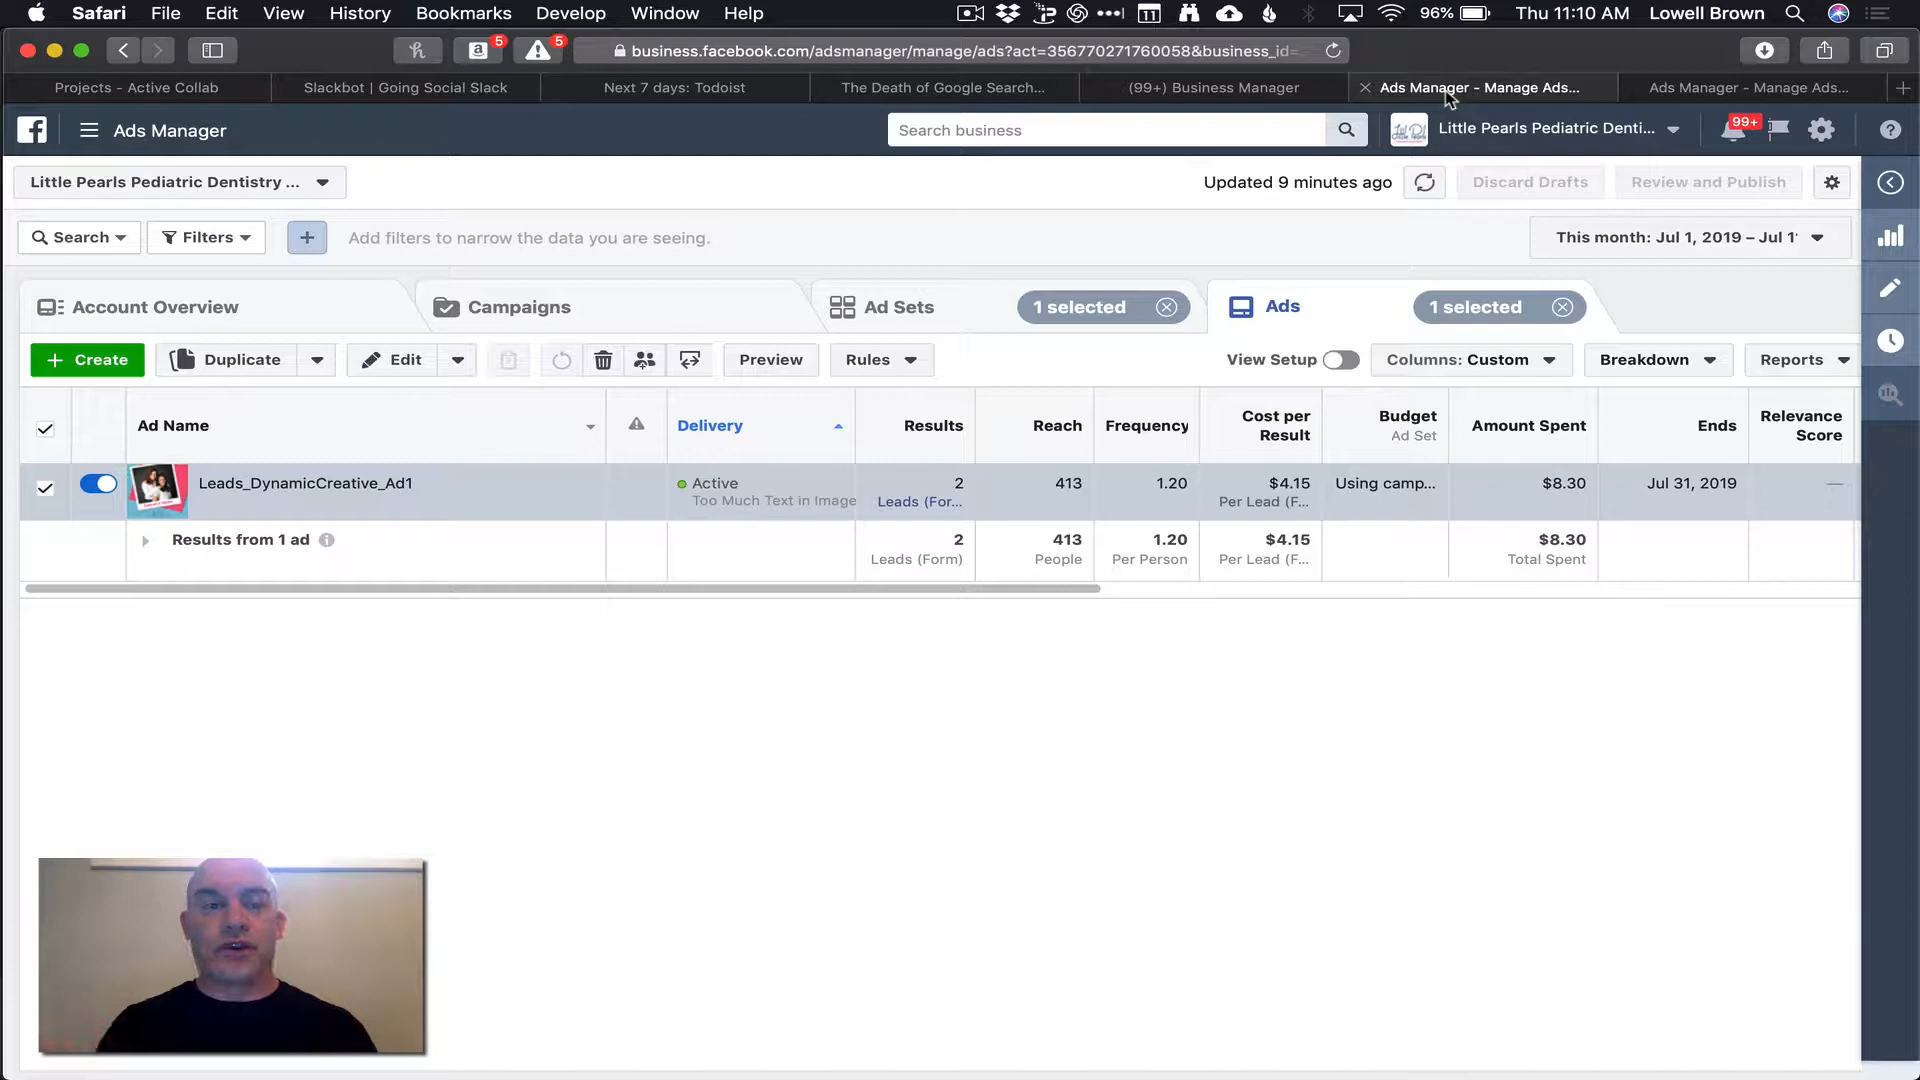 Safari File Edit View History Bookmarks Develop Window Help 11 96% Thu 11:10 AM Lowell Brown
5 5 business.facebook.com/adsmanager/manage/ads?act=356770271760058&business_id=
Projects - Active Collab Slackbot | Going Social Slack Next 7 days: Todoist The Death of Google Search... (99+) Business Manager Ads Manager - Manage Ads... Ads Manager - Manage Ads...
Ads Manager Search business Little Pearls Pediatric Denti... 99+
Little Pearls Pediatric Dentistry ... Updated 9 minutes ago Discard Drafts Review and Publish
Search Filters + Add filters to narrow the data you are seeing. This month: Jul 1, 2019 – Jul 1
Account Overview Campaigns Ad Sets 1 selected Ads 1 selected
+ Create Duplicate Edit Preview Rules View Setup Columns: Custom Breakdown Reports
Ad Name Delivery Results Reach Frequency Cost per Result Budget Ad Set Amount Spent Ends Relevance Score
Leads_DynamicCreative_Ad1 Active 2 413 1.20 $4.15 Using camp... $8.30 Jul 31, 2019 —
Too Much Text in Image Leads (For... Per Lead (F...
Results from 1 ad 2 413 1.20 $4.15 $8.30
Leads (Form) People Per Person Per Lead (F... Total Spent